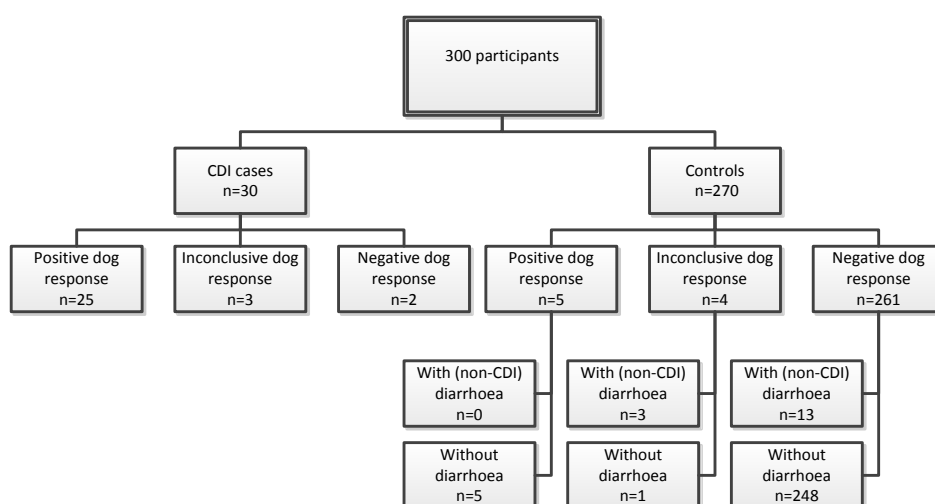 300 participants
CDI cases
n=30
Controls
n=270
Positive dog
response
n=25
Inconclusive dog
response
n=3
Negative dog
response
n=2
Positive dog
response
n=5
Inconclusive dog
response
n=4
Negative dog
response
n=261
With (non-CDI)
diarrhoea
n=0
With (non-CDI)
diarrhoea
n=3
With (non-CDI)
diarrhoea
n=13
Without
diarrhoea
n=5
Without
diarrhoea
n=1
Without
diarrhoea
n=248